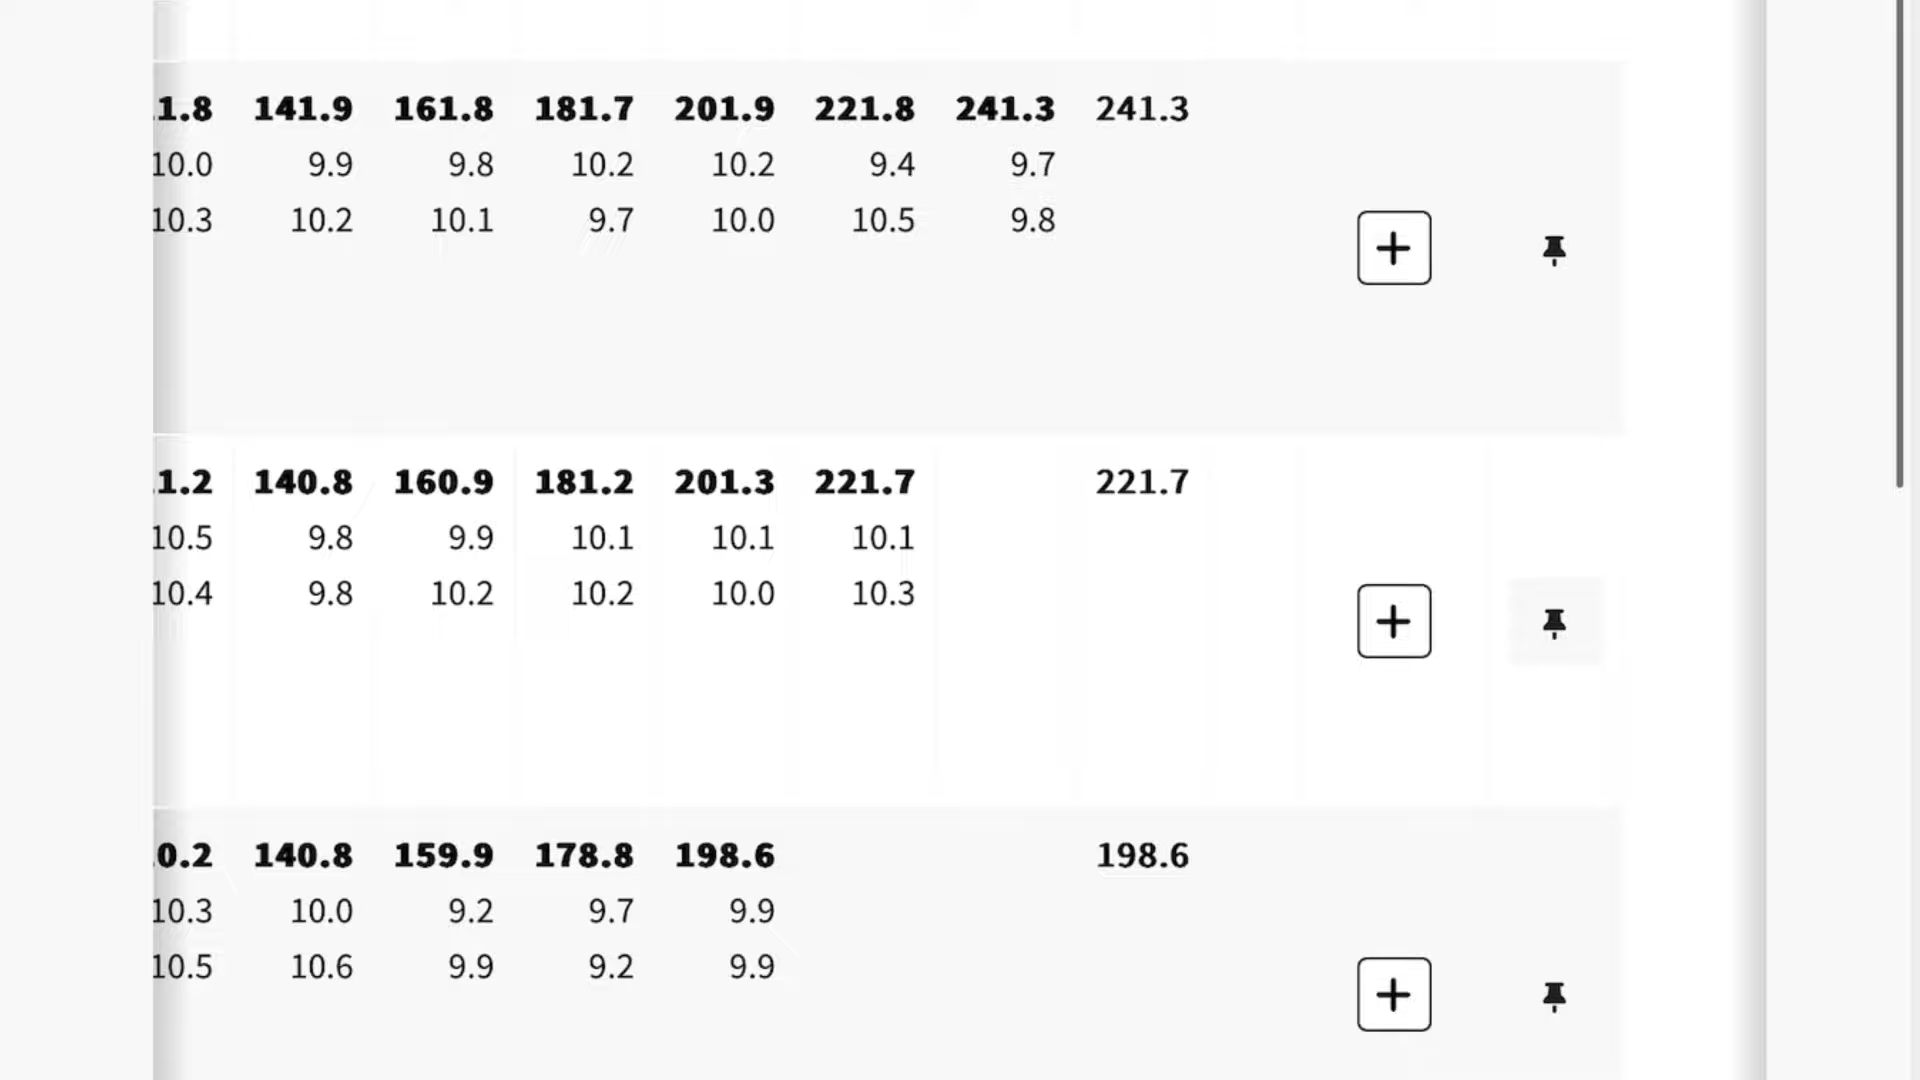 1.8 141.9 161.8 181.7 201.9 221.8 241.3 241.3
10.0 9.9 9.8 10.2 10.2 9.4 9.7
10.3 10.2 10.1 9.7 10.0 10.5 9.8
1.2 140.8 160.9 181.2 201.3 221.7 221.7
10.5 9.8 9.9 10.1 10.1 10.1
10.4 9.8 10.2 10.2 10.0 10.3
0.2 140.8 159.9 178.8 198.6 198.6
10.3 10.0 9.2 9.7 9.9
10.5 10.6 9.9 9.2 9.9